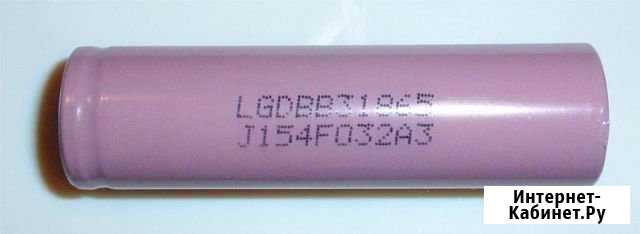 LGDBB31865
J154F032A3
Интернет-
Кабинет.Ру